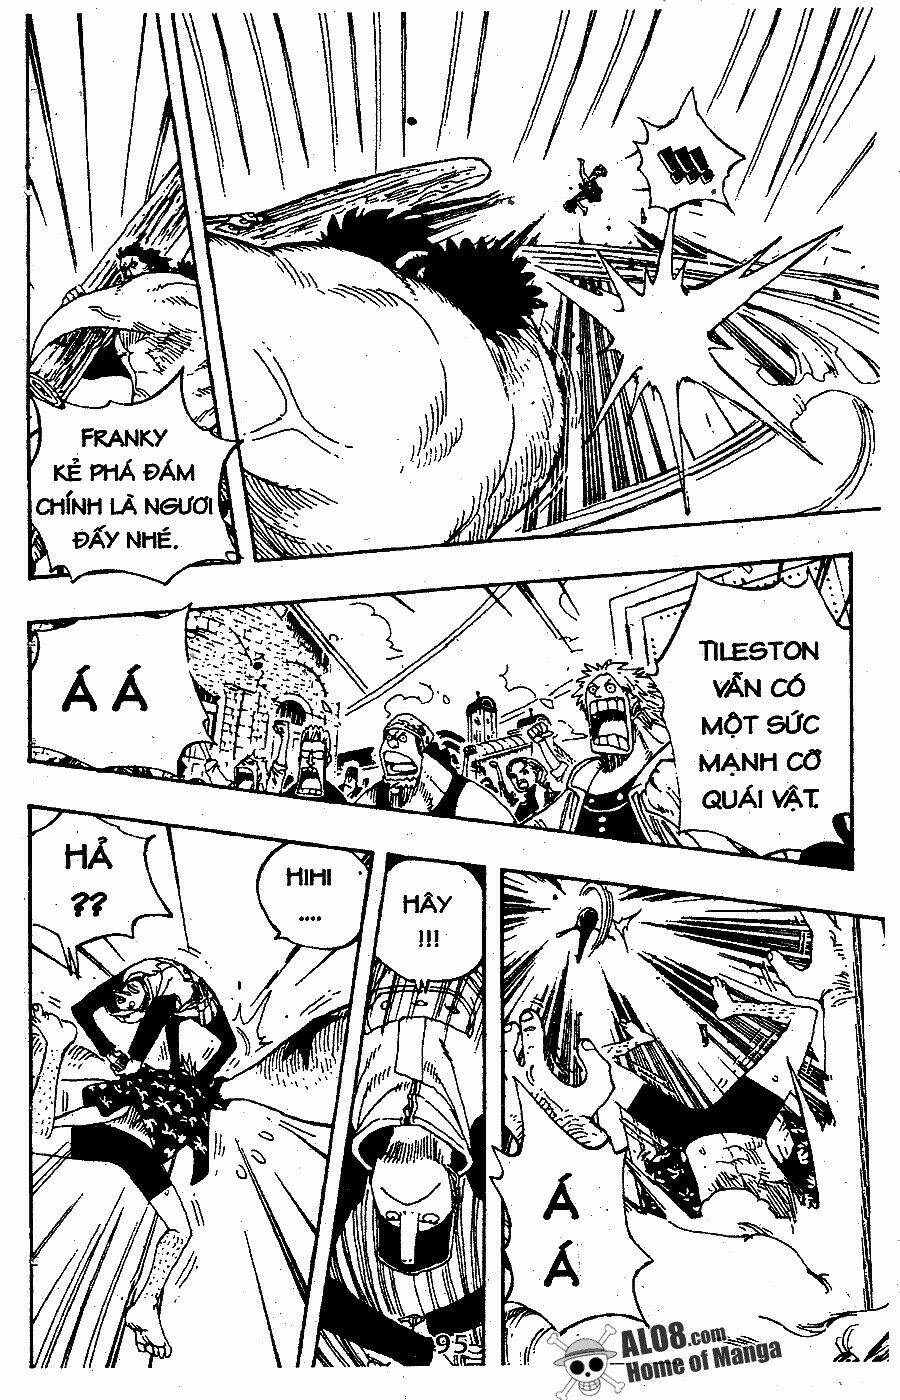 !!!
FRANKY
KẺ PHÁ ĐÁM
CHÍNH LÀ NGƯƠI
ĐẤY NHÉ.
Á Á
TILESTON
VẪN CÓ
MỘT SỨC
MẠNH CỠ
QUÁI VẬT.
HẢ
??
HIHI
....
HÂY
!!!
Á
Á
95
AL08.com
Home of Manga